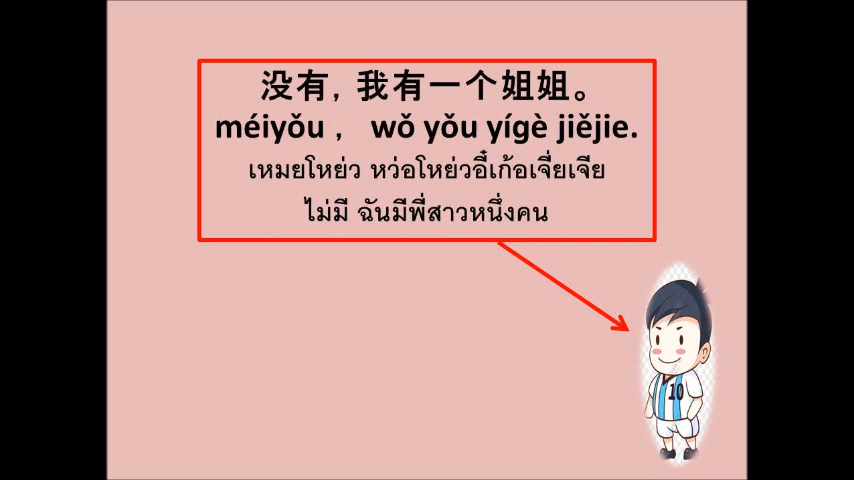 没有, 我有一个姐姐。
méiyǒu , wǒ yǒu yígè jiějie.
เหมยโหย่ว หว่อโหย่วอี๋เก้อเจี่ยเจีย
ไม่มี ฉันมีพี่สาวหนึ่งคน
10